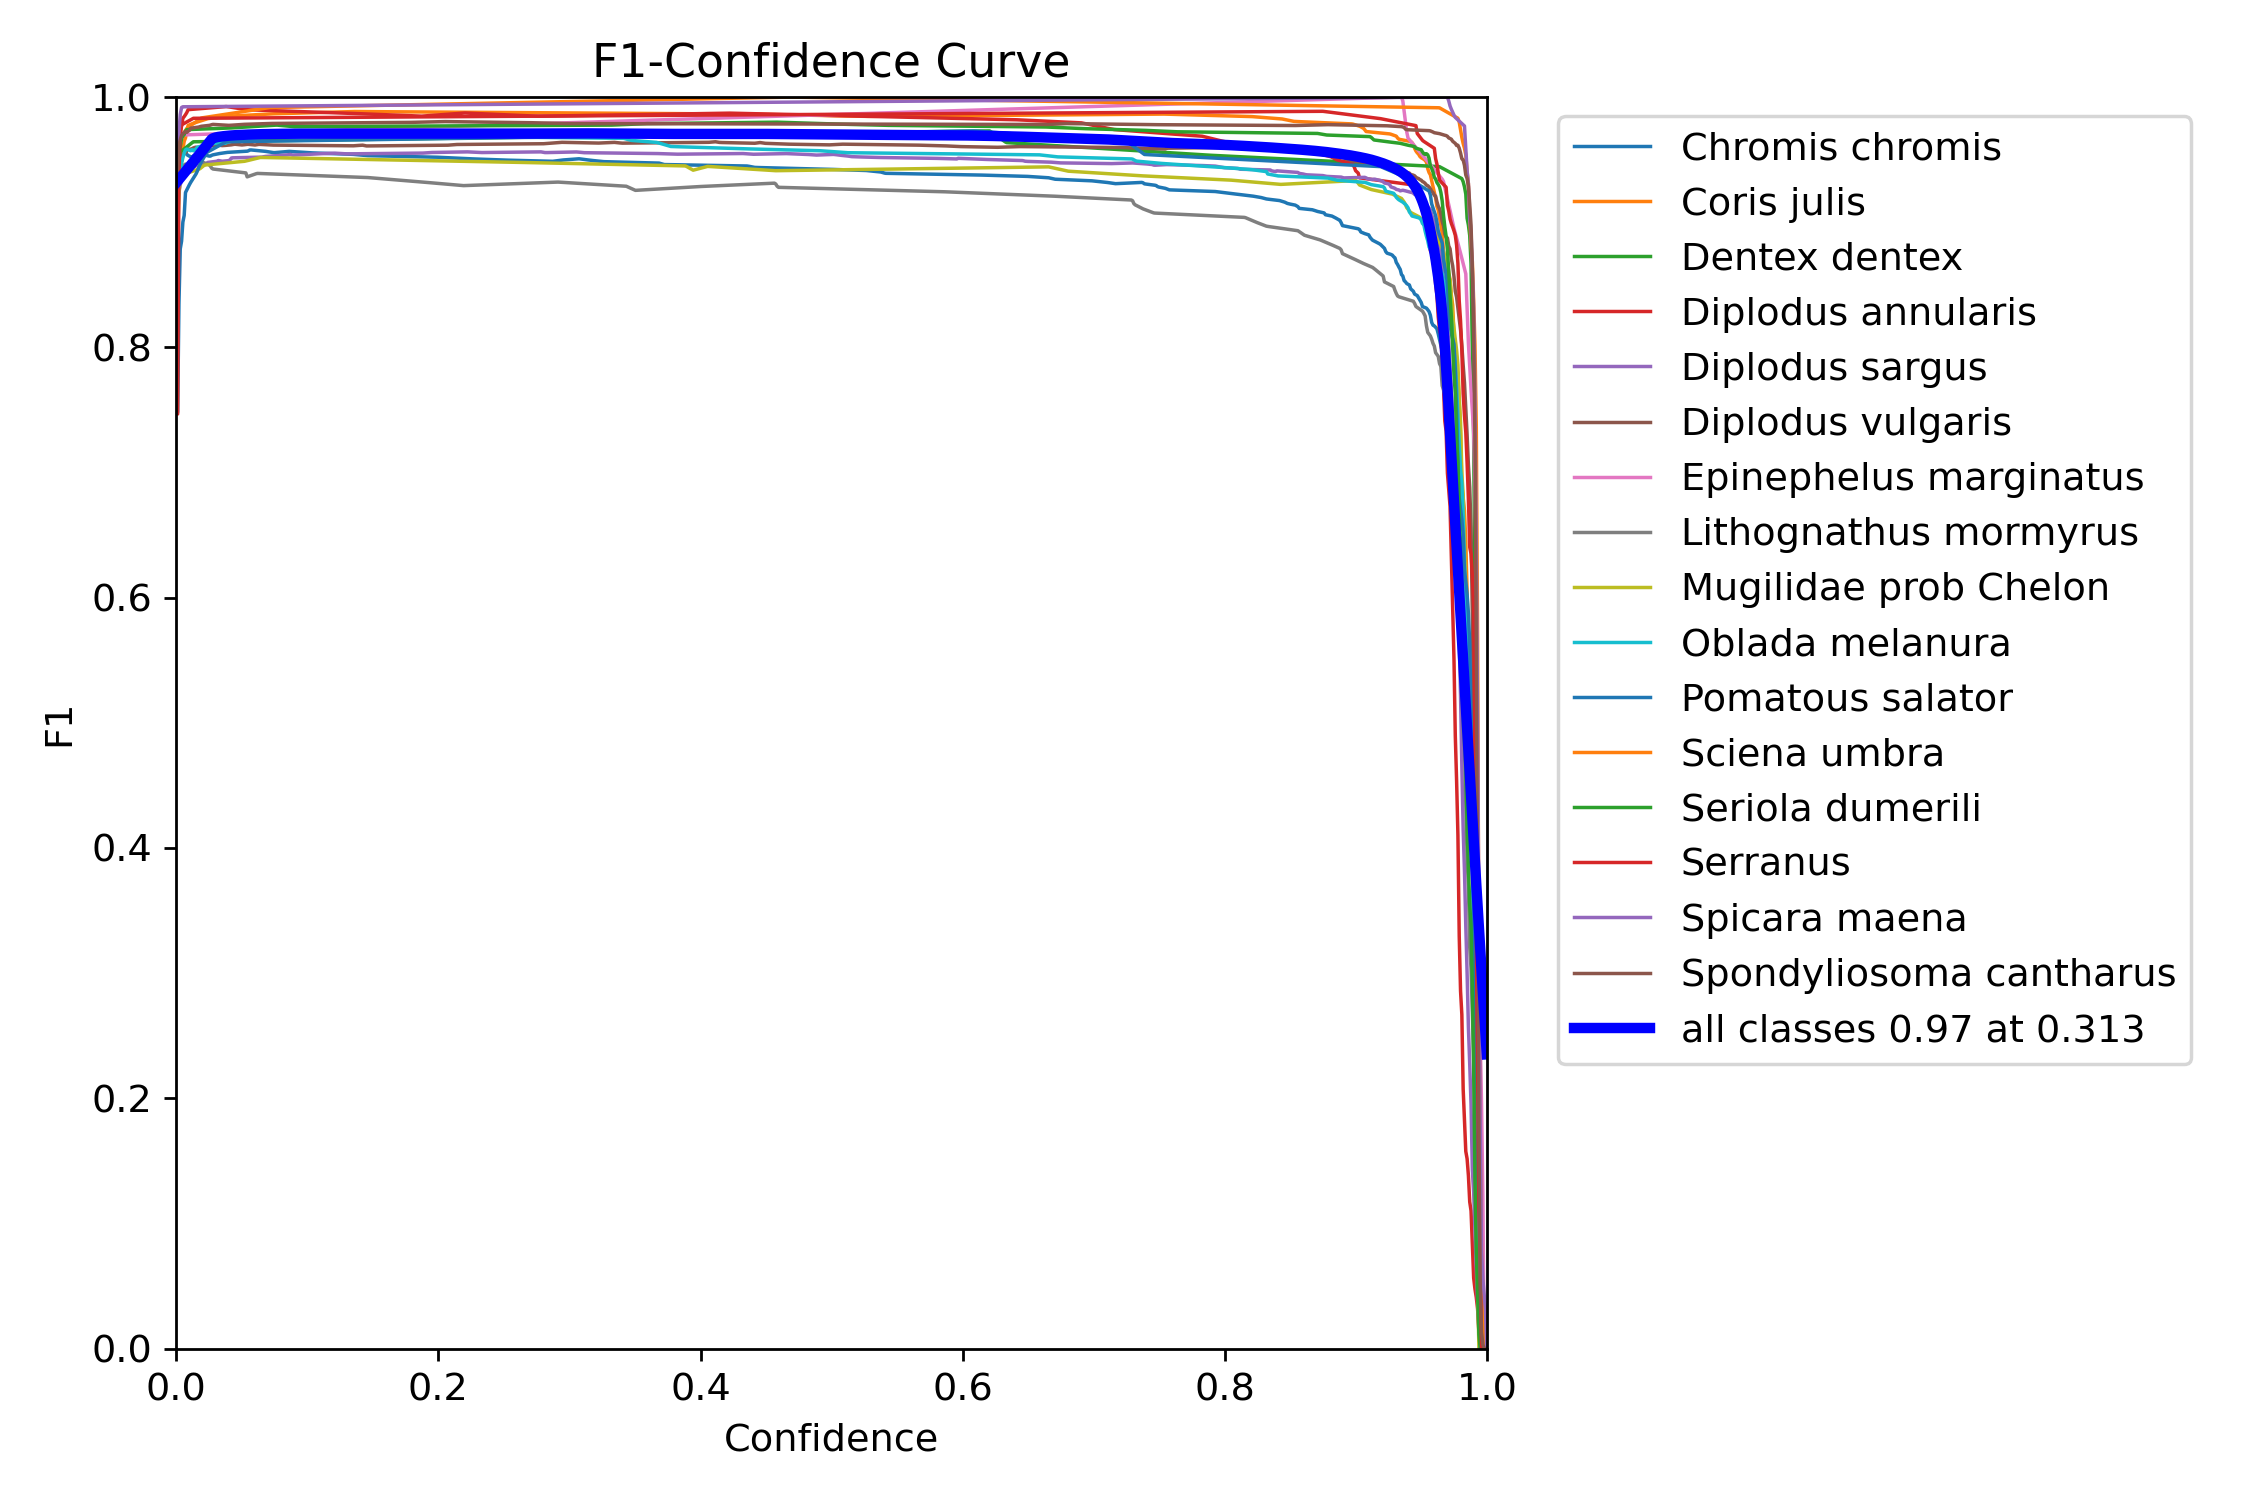 F1-Confidence Curve
1.0
0.8
0.6
0.4
0.2
0.0
F1
0.0 0.2 0.4 0.6 0.8 1.0
Confidence
Chromis chromis
Coris julis
Dentex dentex
Diplodus annularis
Diplodus sargus
Diplodus vulgaris
Epinephelus marginatus
Lithognathus mormyrus
Mugilidae prob Chelon
Oblada melanura
Pomatous salator
Sciena umbra
Seriola dumerili
Serranus
Spicara maena
Spondyliosoma cantharus
all classes 0.97 at 0.313